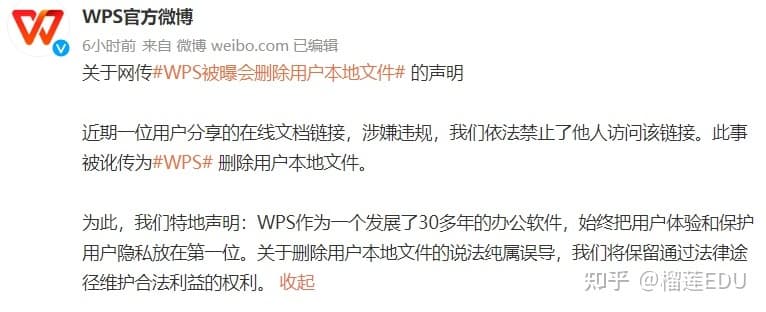 WPS官方微博
6小时前 来自 微博 weibo.com 已编辑
关于网传#WPS被曝会删除用户本地文件# 的声明
近期一位用户分享的在线文档链接，涉嫌违规，我们依法禁止了他人访问该链接。此事
被讹传为#WPS# 删除用户本地文件。
为此，我们特地声明：WPS作为一个发展了30多年的办公软件，始终把用户体验和保护
用户隐私放在第一位。关于删除用户本地文件的说法纯属误导，我们将保留通过法律途
径维护合法利益的权利。 收起
知乎 @榴莲EDU